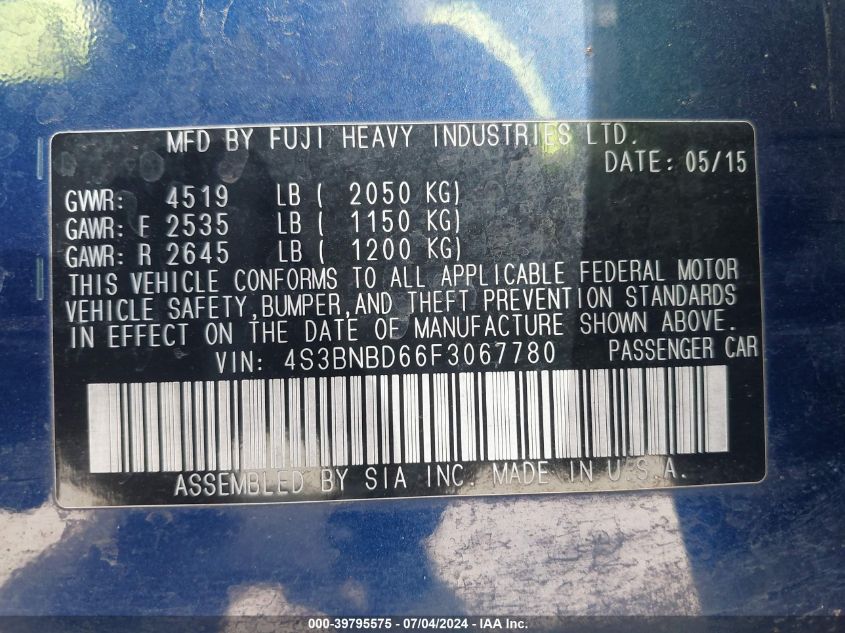 MFD BY FUJI HEAVY INDUSTRIES LTD.
DATE: 05/15
GVWR: 4519 LB ( 2050 KG)
GAWR: F 2535 LB ( 1150 KG)
GAWR: R 2645 LB ( 1200 KG)
THIS VEHICLE CONFORMS TO ALL APPLICABLE FEDERAL MOTOR
VEHICLE SAFETY,BUMPER,AND THEFT PREVENTION STANDARDS
IN EFFECT ON THE DATE OF MANUFACTURE SHOWN ABOVE.
VIN: 4S3BNBD66F3067780 PASSENGER CAR
ASSEMBLED BY SIA INC. MADE IN U.S.A.
000-39795575 - 07/04/2024 - IAA Inc.